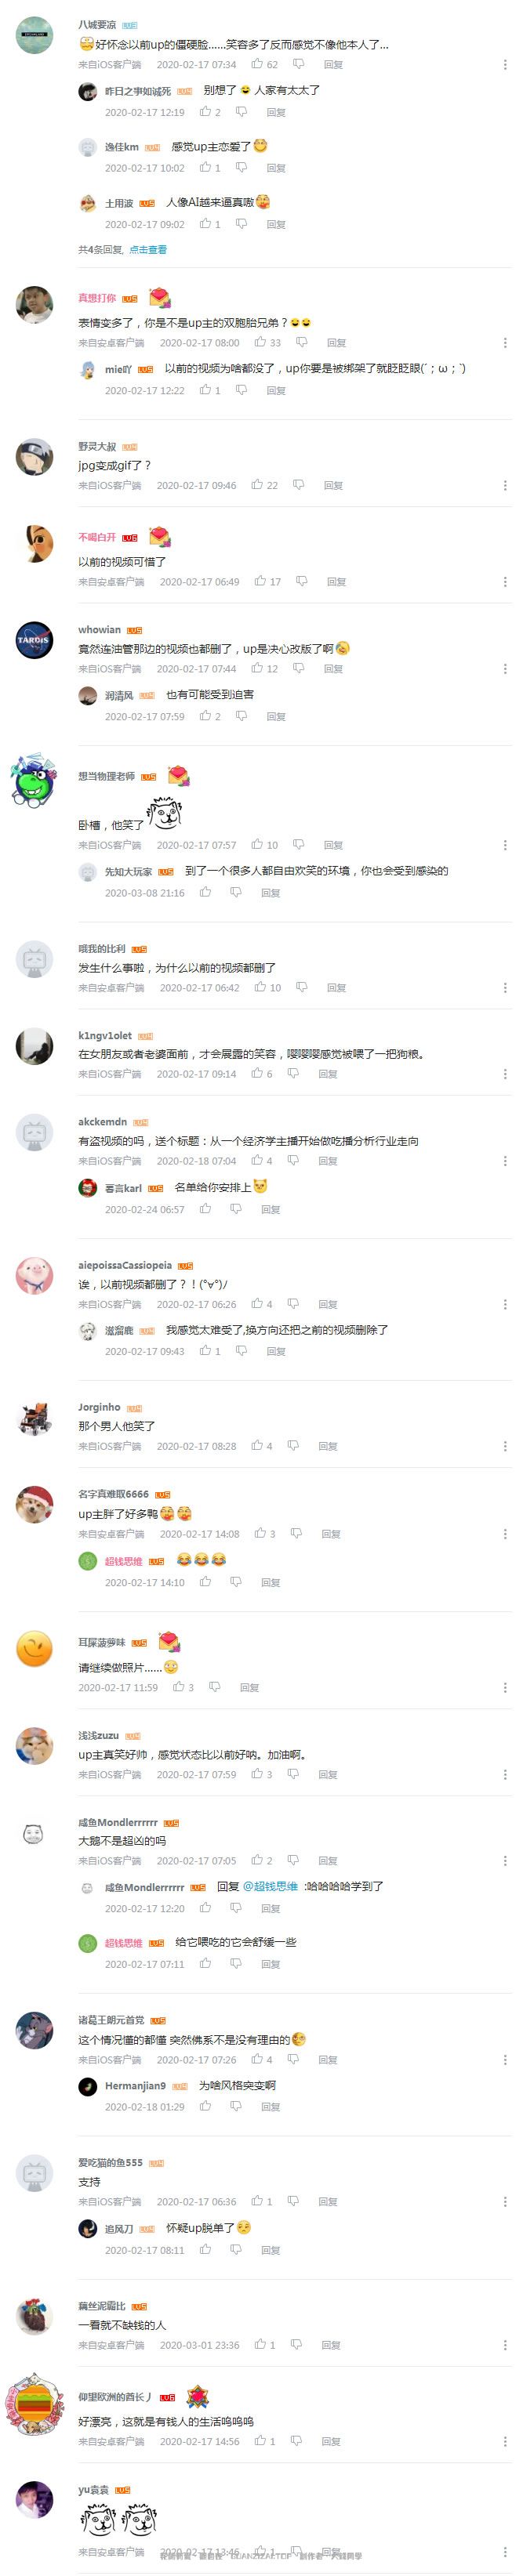 八城要凉
好怀念以前up的僵硬脸……笑容多了反而感觉不像他本人了...
来自iOS客户端 2020-02-17 07:34 62 回复
昨日之事如诚死 别想了 人家有太太了
2020-02-17 12:19 2 回复
逸佳km 感觉up主恋爱了
2020-02-17 10:02 1 回复
土用波 LV5 人像AI越来逼真嗷
2020-02-17 09:02 1 回复
共4条回复, 点击查看
真想打你 LV5
表情变多了，你是不是up主的双胞胎兄弟？
来自安卓客户端 2020-02-17 08:00 33 回复
mie吖 LV5 以前的视频为啥都没了，up你要是被绑架了就眨眨眼(´；ω；`)
2020-02-17 12:22 1 回复
野灵大叔
jpg变成gif了？
来自iOS客户端 2020-02-17 09:46 22 回复
不喝白开 LV6
以前的视频可惜了
来自安卓客户端 2020-02-17 06:49 17 回复
whowian LV5
竟然连油管那边的视频也都删了，up是决心改版了啊
来自iOS客户端 2020-02-17 07:44 12 回复
润清风 也有可能受到迫害
2020-02-17 07:59 2 回复
想当物理老师 LV5
卧槽，他笑了
来自iOS客户端 2020-02-17 07:57 10 回复
先知大玩家 LV5 到了一个很多人都自由欢笑的环境，你也会受到感染的
2020-03-08 21:16 回复
哦我的比利 LV5
发生什么事啦，为什么以前的视频都删了
来自安卓客户端 2020-02-17 06:42 10 回复
k1ngv1olet
在女朋友或者老婆面前，才会展露的笑容，嘤嘤嘤感觉被喂了一把狗粮。
来自iOS客户端 2020-02-17 09:14 6 回复
akckemdn
有盗视频的吗，送个标题：从一个经济学主播开始做吃播分析行业走向
来自iOS客户端 2020-02-18 07:04 4 回复
署言karl LV5 名单给你安排上
2020-02-24 06:57 回复
aiepoissaCassiopeia LV5
诶，以前视频都删了？！(°∀°)ﾉ
来自iOS客户端 2020-02-17 06:26 4 回复
滋溜鹿 我感觉太难受了,换方向还把之前的视频删除了
2020-02-17 09:43 1 回复
Jorginho
那个男人他笑了
来自iOS客户端 2020-02-17 08:28 4 回复
名字真难取6666 LV5
up主胖了好多鸭
来自安卓客户端 2020-02-17 14:08 3 回复
超钱思维 LV5
2020-02-17 14:10 回复
耳屎菠萝味 LV5
请继续做照片……
2020-02-17 11:59 3 回复
浅浅zuzu
up主真笑好帅，感觉状态比以前好呐。加油啊。
来自iOS客户端 2020-02-17 07:59 3 回复
咸鱼Mondlerrrrrr LV5
大鹅不是超凶的吗
来自iOS客户端 2020-02-17 07:05 2 回复
咸鱼Mondlerrrrrr LV5 回复 @超钱思维 :哈哈哈哈学到了
2020-02-17 12:20 回复
超钱思维 LV5 给它喂吃的它会舒缓一些
2020-02-17 07:11 回复
诸葛王朗元首党 LV5
这个情况懂的都懂 突然佛系不是没有理由的
来自iOS客户端 2020-02-17 07:26 4 回复
Hermanjian9 为啥风格突变啊
2020-02-18 01:29 回复
爱吃猫的鱼555
支持
来自iOS客户端 2020-02-17 06:36 1 回复
追风刀 怀疑up脱单了
2020-02-17 08:11 回复
藕丝泥霸比 LV5
一看就不缺钱的人
来自安卓客户端 2020-03-01 23:36 1 回复
仰望欧洲的酋长丿 LV6
好漂亮，这就是有钱人的生活呜呜呜
来自安卓客户端 2020-02-17 14:56 1 回复
yu袁袁 LV5
来自安卓客户端 2020-02-17 13:46 1 回复